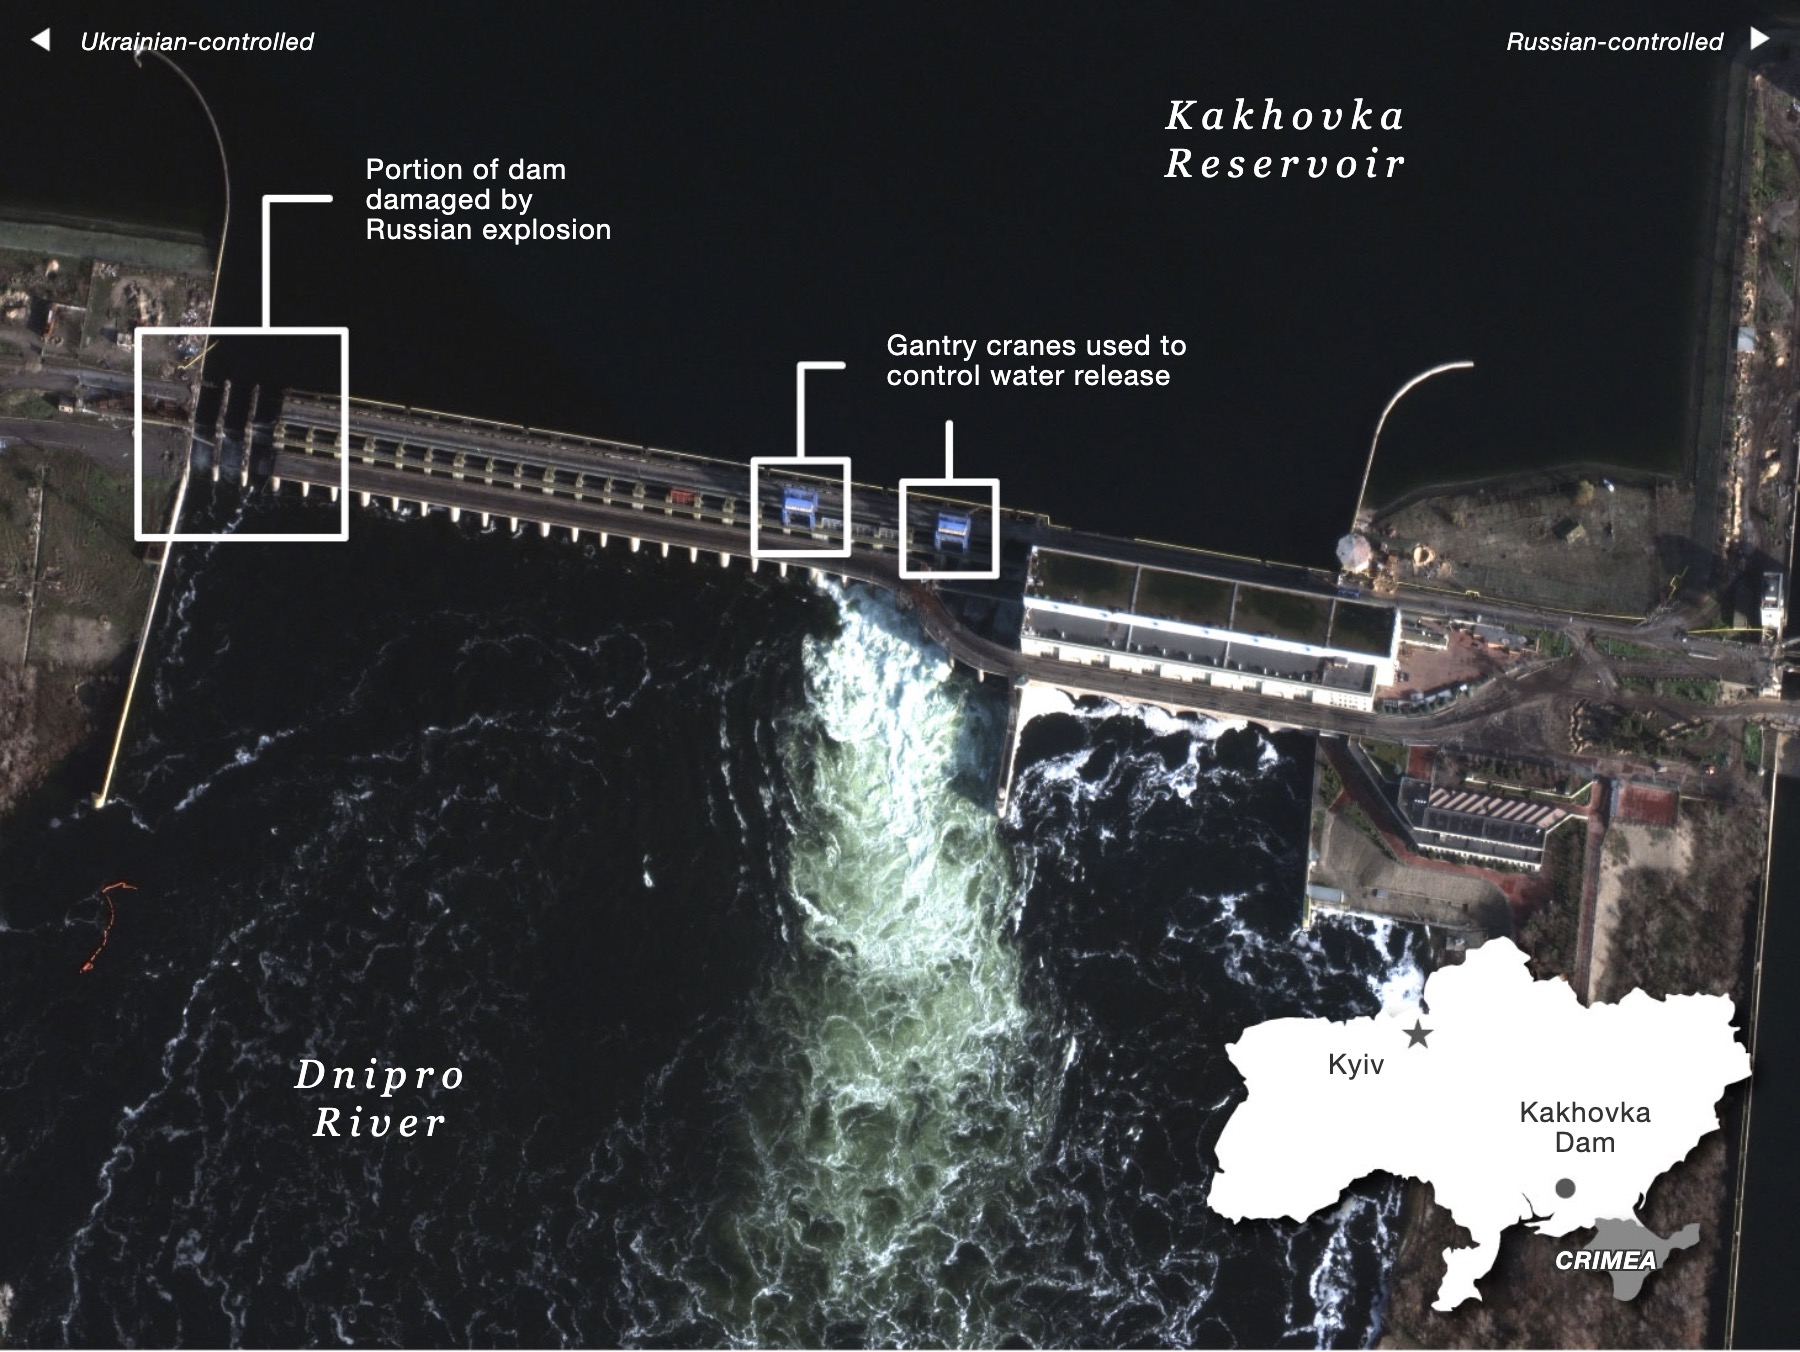 Ukrainian-controlled
Russian-controlled
Kakhovka
Reservoir
Portion of dam
damaged by
Russian explosion
Gantry cranes used to
control water release
Dnipro
River
Kyiv
Kakhovka
Dam
CRIMEA